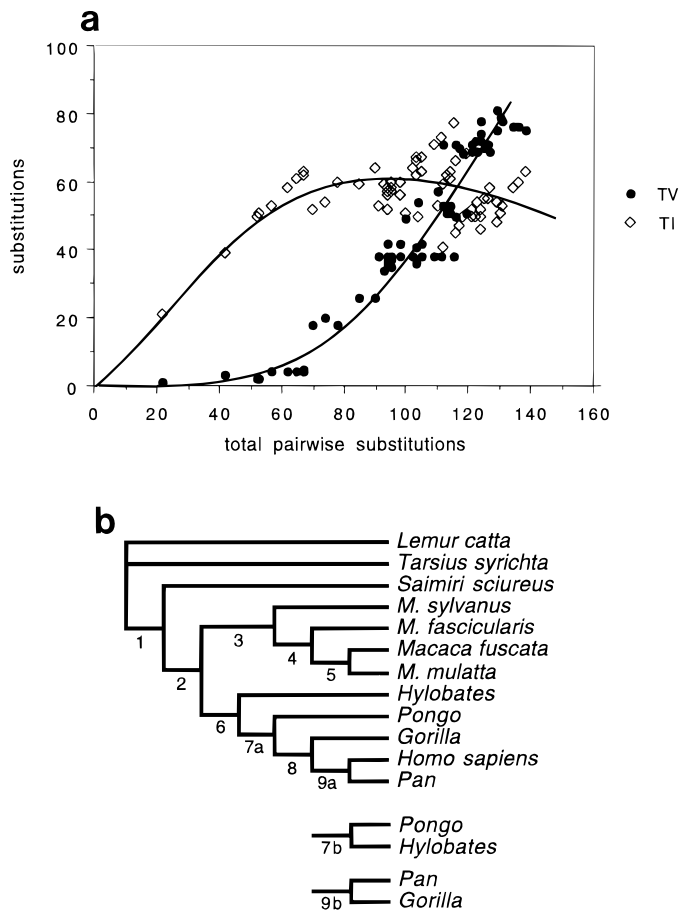 a
100
80
60
40
20
0
substitutions
0 20 40 60 80 100 120 140 160
total pairwise substitutions
TV
TI
b
Lemur catta
Tarsius syrichta
Saimiri sciureus
M. sylvanus
M. fascicularis
Macaca fuscata
M. mulatta
Hylobates
Pongo
Gorilla
Homo sapiens
Pan
1
2
3
4
5
6
7a
8
9a
Pongo
Hylobates
7b
Pan
Gorilla
9b